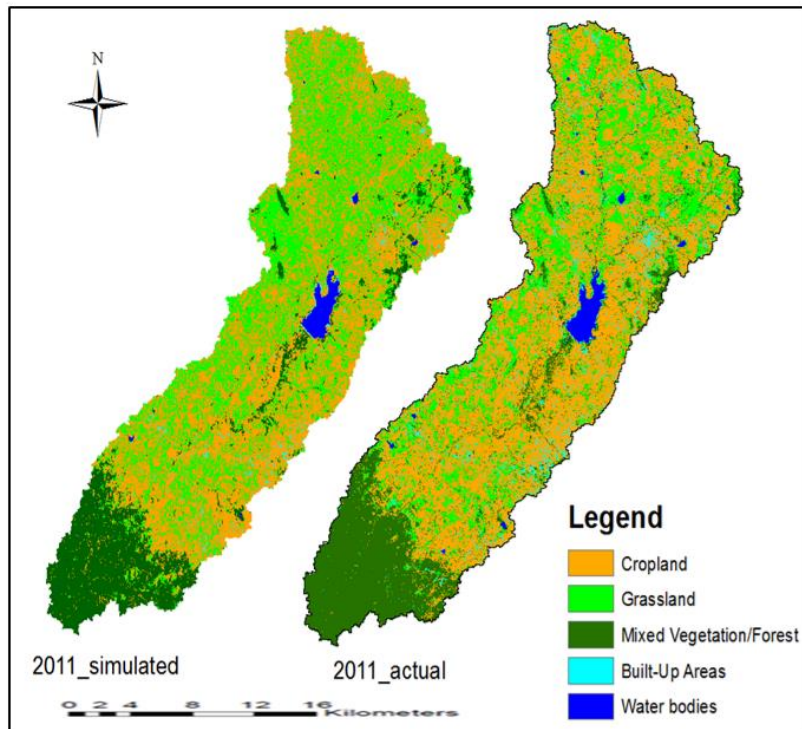 N
Legend
Cropland
Grassland
Mixed Vegetation/Forest
Built-Up Areas
Water bodies
2011_simulated
2011_actual
0 2 4 8 12 16
Kilometers